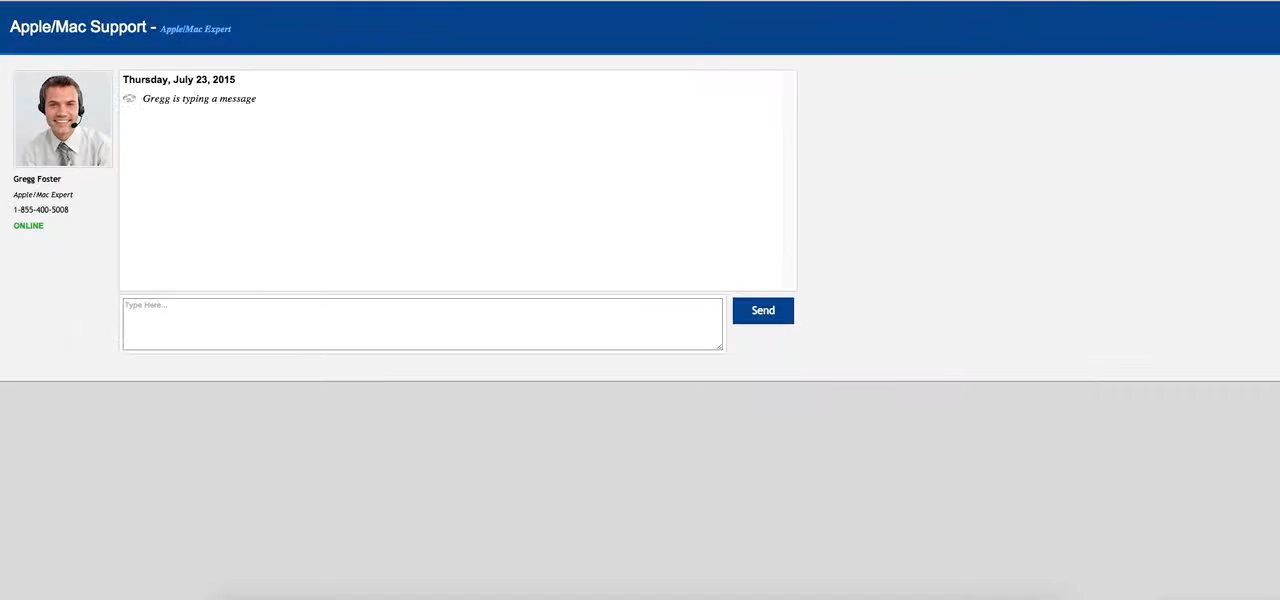 Apple/Mac Support - Apple/Mac Expert
Thursday, July 23, 2015
Gregg is typing a message
Gregg Foster
Apple/Mac Expert
1-855-400-5008
ONLINE
Type Here...
Send